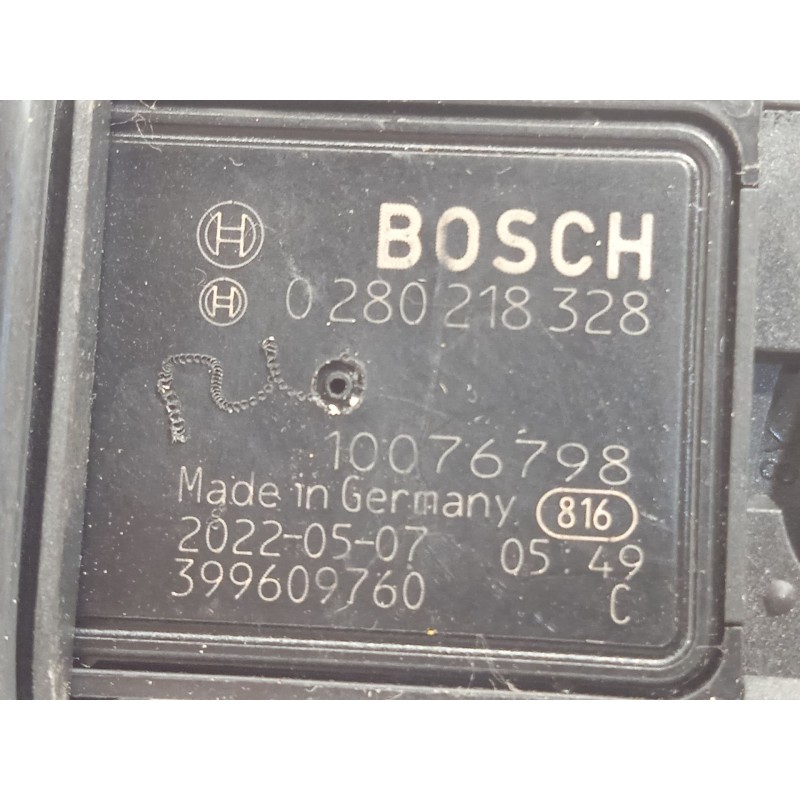 BOSCH
0 280 218 328
10076798
Made in Germany 816
2022-05-07 05:49
399609760 C